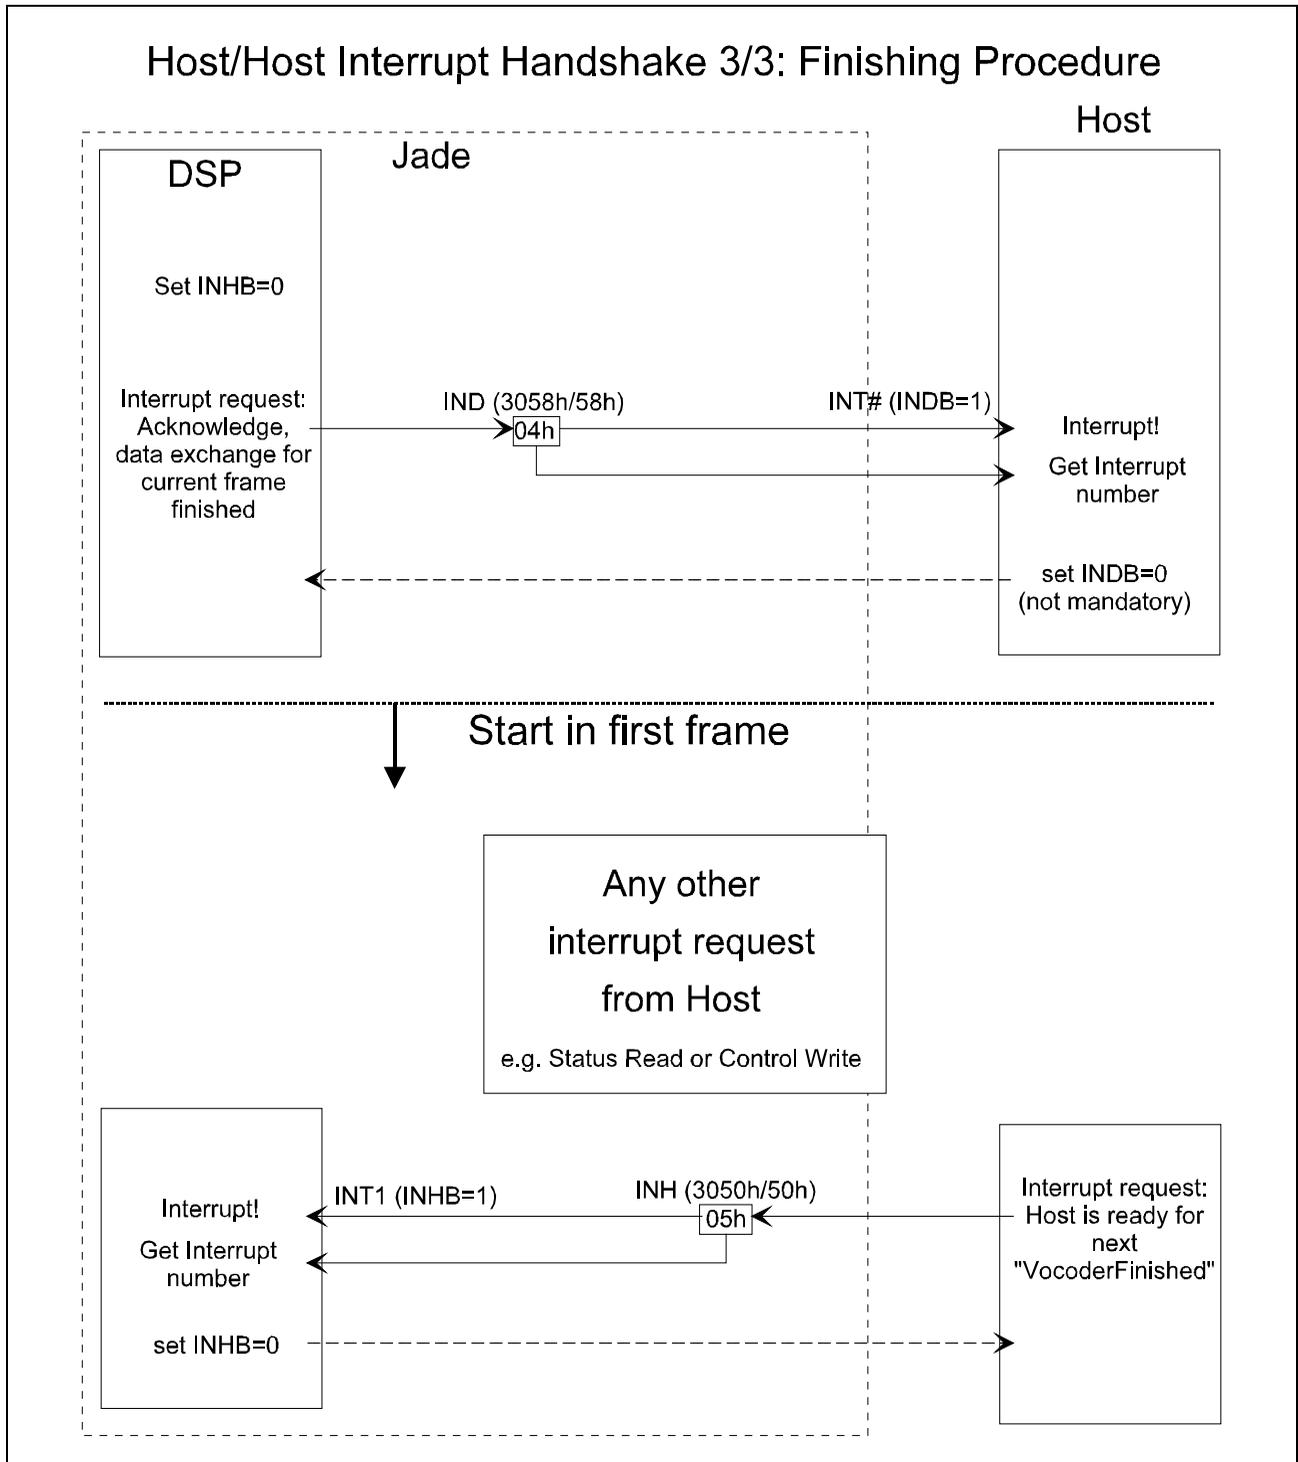 Host/Host Interrupt Handshake 3/3: Finishing Procedure
Host
Jade
DSP
Set INHB=0
Interrupt request:
Acknowledge,
data exchange for
current frame
finished
IND (3058h/58h)
04h
INT# (INDB=1)
Interrupt!
Get Interrupt
number
set INDB=0
(not mandatory)
Start in first frame
Any other
interrupt request
from Host
e.g. Status Read or Control Write
Interrupt!
Get Interrupt
number
set INHB=0
INT1 (INHB=1)
INH (3050h/50h)
05h
Interrupt request:
Host is ready for
next
"VocoderFinished"